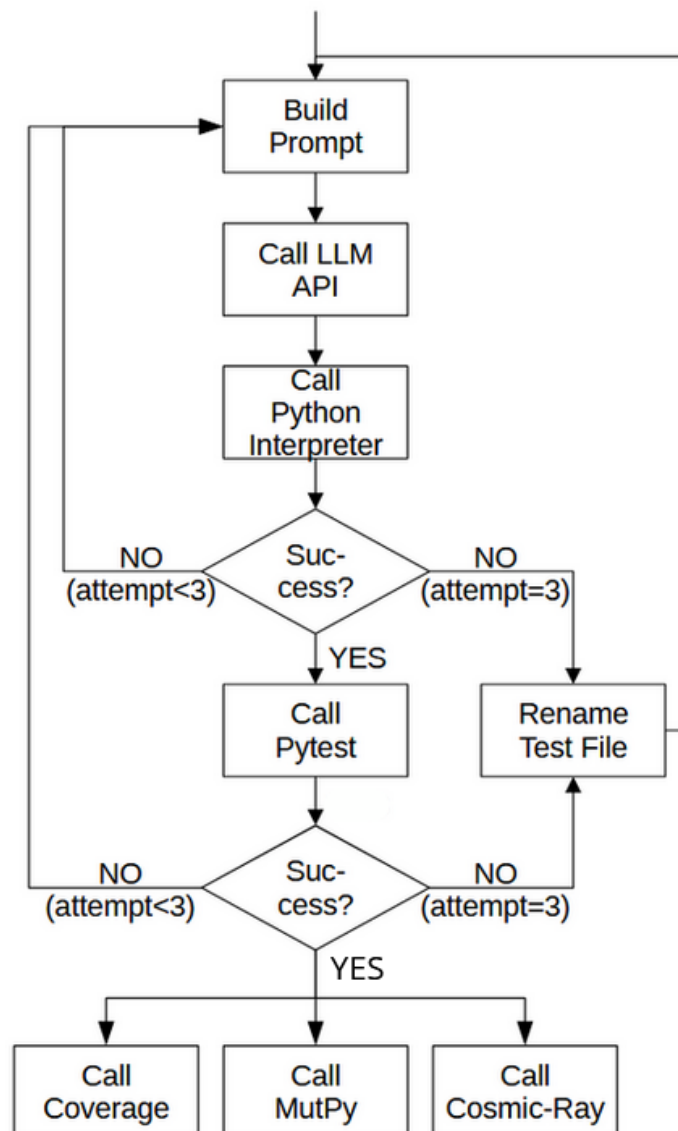 Build
Prompt
Call LLM
API
Call
Python
Interpreter
NO
(attempt<3)
Suc-
cess?
NO
(attempt=3)
YES
Call
Pytest
Rename
Test File
NO
(attempt<3)
Suc-
cess?
NO
(attempt=3)
YES
Call
Coverage
Call
MutPy
Call
Cosmic-Ray